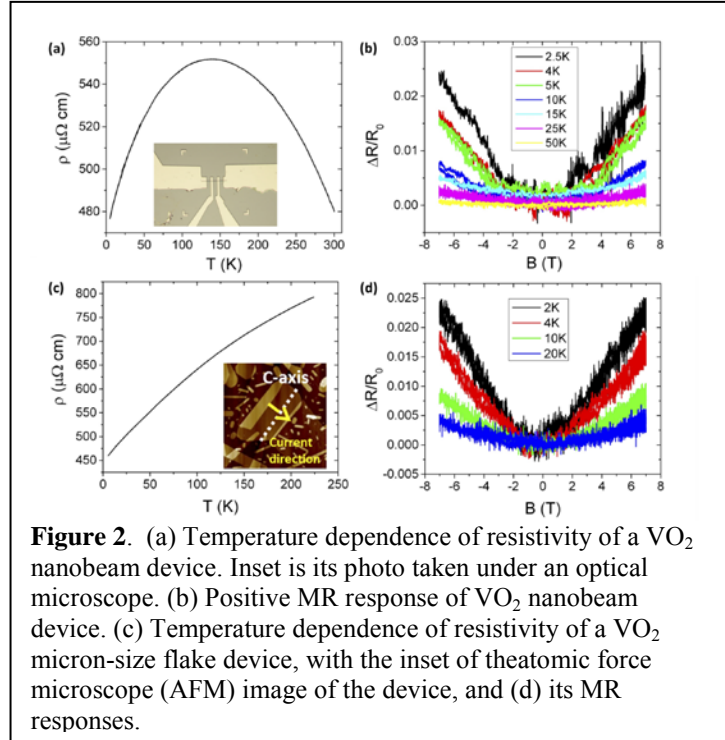 (a)
560
540
520
500
480
ρ (μΩ cm)
0 50 100 150 200 250 300
T (K)
(b)
0.03
0.02
0.01
0.00
ΔR/R0
2.5K
4K
5K
10K
15K
25K
50K
-8 -6 -4 -2 0 2 4 6 8
B (T)
(c)
800
750
700
650
600
550
500
450
ρ (μΩ cm)
C-axis
Current
direction
0 50 100 150 200 250
T (K)
(d)
0.025
0.020
0.015
0.010
0.005
0.000
-0.005
ΔR/R0
2K
4K
10K
20K
-8 -6 -4 -2 0 2 4 6 8
B (T)
Figure 2. (a) Temperature dependence of resistivity of a VO2
nanobeam device. Inset is its photo taken under an optical
microscope. (b) Positive MR response of VO2 nanobeam
device. (c) Temperature dependence of resistivity of a VO2
micron-size flake device, with the inset of theatomic force
microscope (AFM) image of the device, and (d) its MR
responses.